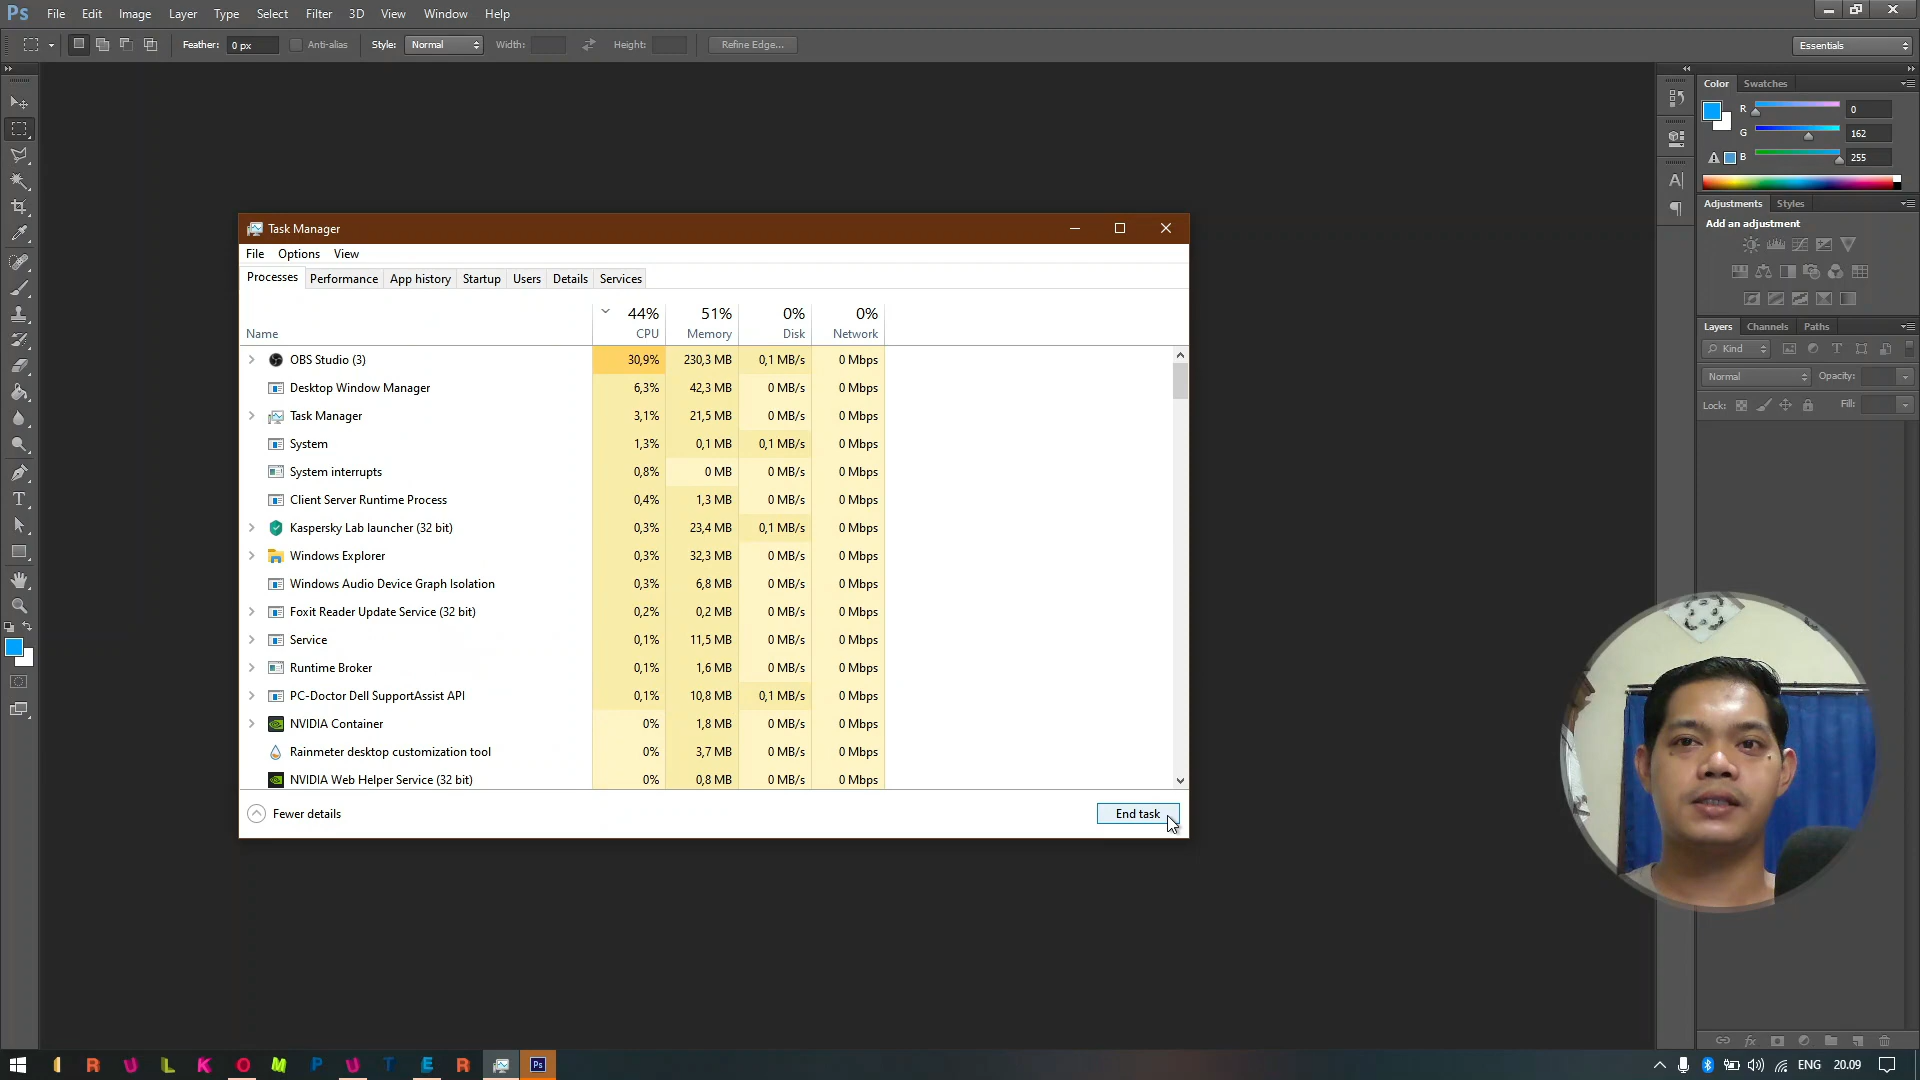 Ps File Edit Image Layer Type Select Filter 3D View Window Help
Feather: 0 px Anti-alias Style: Normal Width: Height: Refine Edge... Essentials
Color Swatches
R 0
G 162
B 255
Adjustments Styles
Add an adjustment
Layers Channels Paths
Kind
Normal Opacity:
Lock: Fill:
Task Manager
File Options View
Processes Performance App history Startup Users Details Services
44% 51% 0% 0%
Name CPU Memory Disk Network
OBS Studio (3) 30,9% 230,3 MB 0,1 MB/s 0 Mbps
Desktop Window Manager 6,3% 42,3 MB 0 MB/s 0 Mbps
Task Manager 3,1% 21,5 MB 0 MB/s 0 Mbps
System 1,3% 0,1 MB 0,1 MB/s 0 Mbps
System interrupts 0,8% 0 MB 0 MB/s 0 Mbps
Client Server Runtime Process 0,4% 1,3 MB 0 MB/s 0 Mbps
Kaspersky Lab launcher (32 bit) 0,3% 23,4 MB 0,1 MB/s 0 Mbps
Windows Explorer 0,3% 32,3 MB 0 MB/s 0 Mbps
Windows Audio Device Graph Isolation 0,3% 6,8 MB 0 MB/s 0 Mbps
Foxit Reader Update Service (32 bit) 0,2% 0,2 MB 0 MB/s 0 Mbps
Service 0,1% 11,5 MB 0 MB/s 0 Mbps
Runtime Broker 0,1% 1,6 MB 0 MB/s 0 Mbps
PC-Doctor Dell SupportAssist API 0,1% 10,8 MB 0,1 MB/s 0 Mbps
NVIDIA Container 0% 1,8 MB 0 MB/s 0 Mbps
Rainmeter desktop customization tool 0% 3,7 MB 0 MB/s 0 Mbps
NVIDIA Web Helper Service (32 bit) 0% 0,8 MB 0 MB/s 0 Mbps
Fewer details End task
I R U L K O M P U T E R Ps ENG 20.09